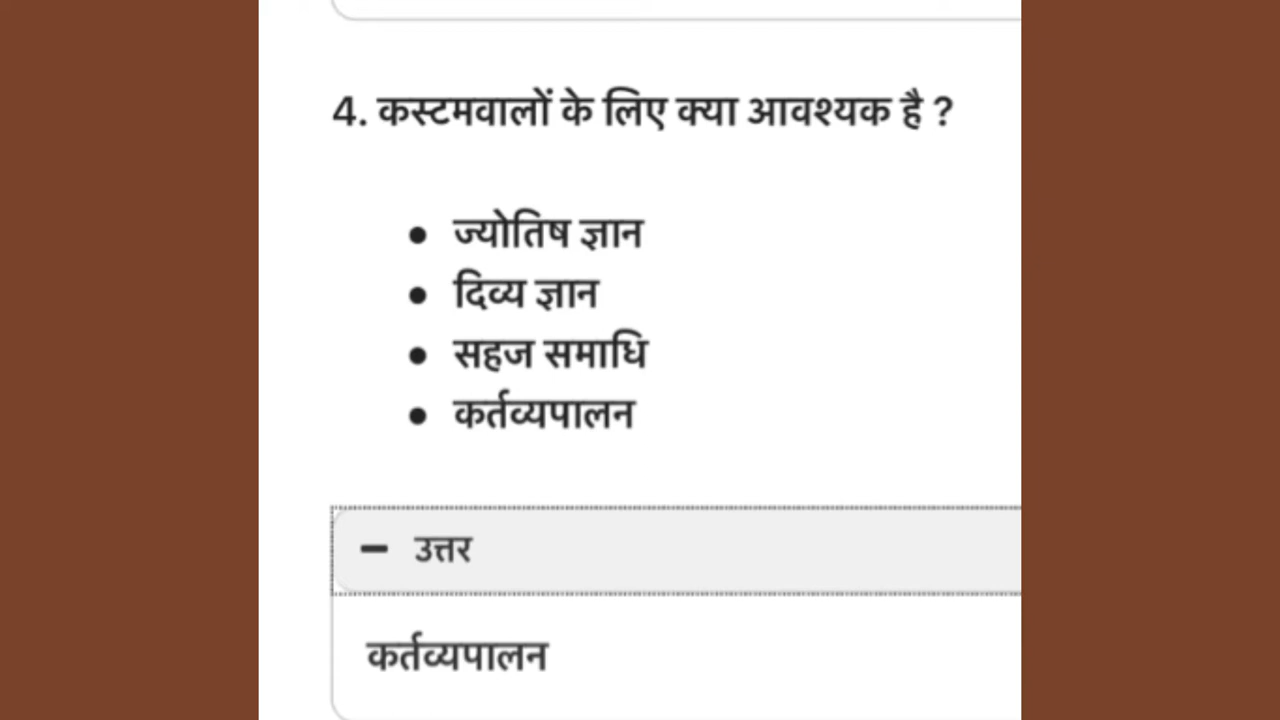 4. कस्टमवालों के लिए क्या आवश्यक है ?
• ज्योतिष ज्ञान
• दिव्य ज्ञान
• सहज समाधि
• कर्तव्यपालन
– उत्तर
कर्तव्यपालन